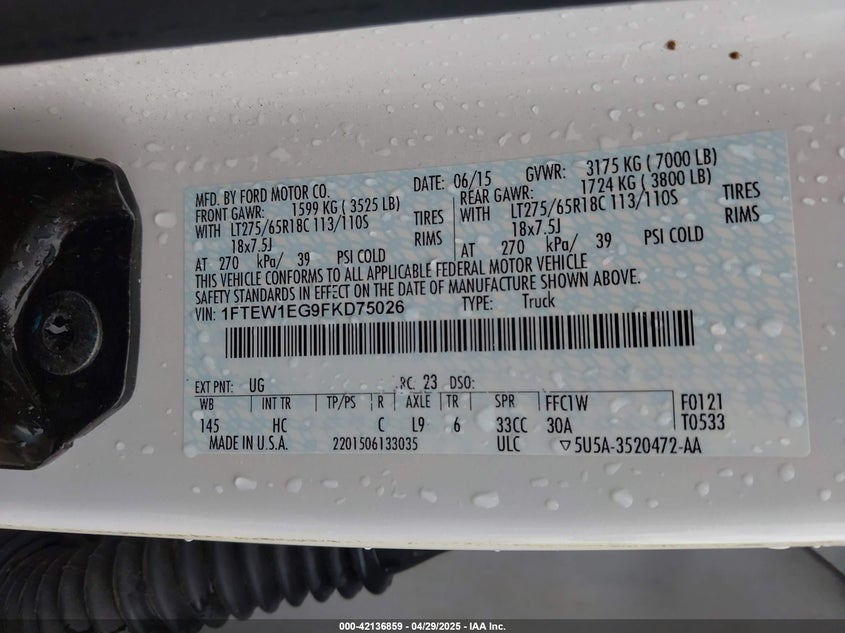 MFD. BY FORD MOTOR CO.
DATE: 06/15 GVWR: 3175 KG ( 7000 LB)
FRONT GAWR: 1599 KG ( 3525 LB)
WITH LT275/65R18C 113/110S TIRES
18x7.5J RIMS
AT 270 kPa/ 39 PSI COLD
REAR GAWR: 1724 KG ( 3800 LB)
WITH LT275/65R18C 113/110S TIRES
18x7.5J RIMS
AT 270 kPa/ 39 PSI COLD
THIS VEHICLE CONFORMS TO ALL APPLICABLE FEDERAL MOTOR VEHICLE
SAFETY STANDARDS IN EFFECT ON THE DATE OF MANUFACTURE SHOWN ABOVE.
VIN: 1FTEW1EG9FKD75026 TYPE: Truck
EXT PNT: UG RC: 23 DSO:
WB INT TR TP/PS R AXLE TR SPR FFC1W F0121
145 HC C L9 6 33CC 30A T0533
MADE IN U.S.A. 2201506133035 ULC ▽5U5A-3520472-AA
000-42136859 | 04/29/2025 - IAA Inc.